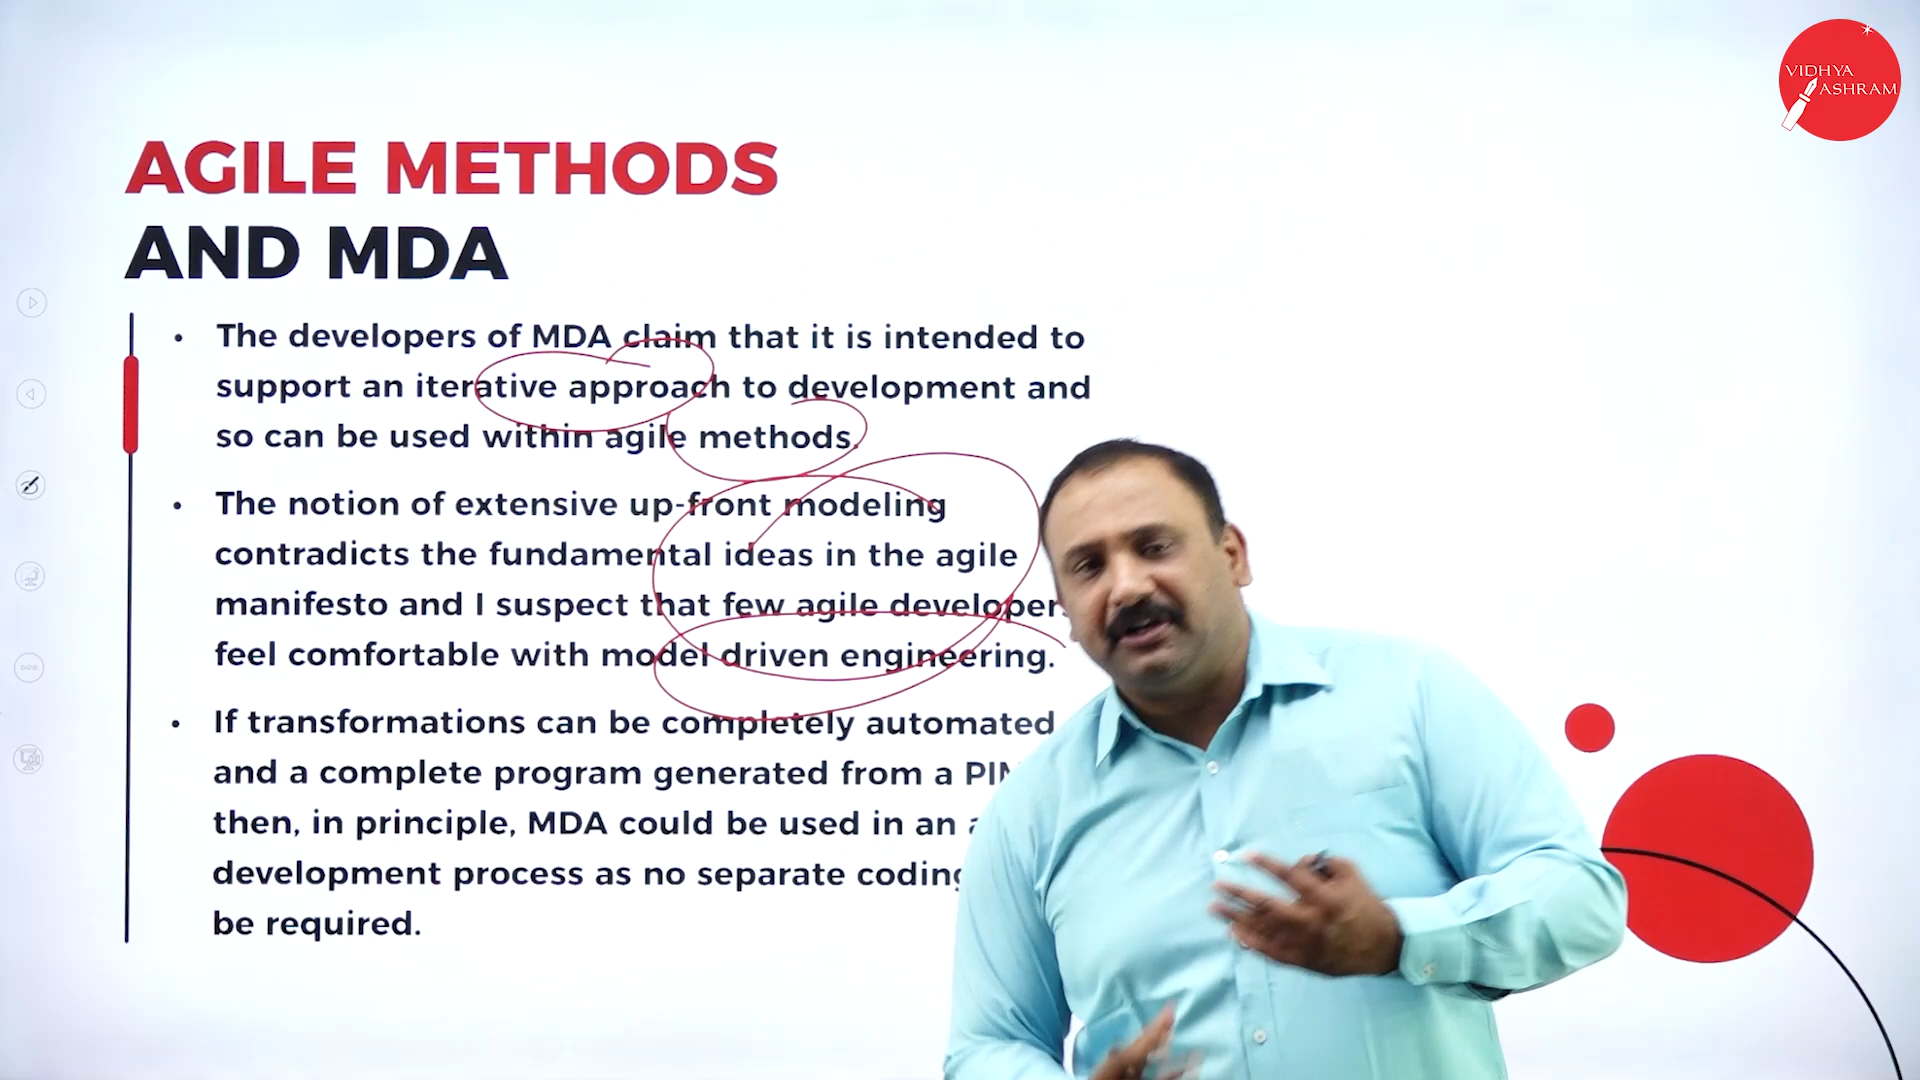 VIDHYA
ASHRAM
AGILE METHODS
AND MDA
• The developers of MDA claim that it is intended to
support an iterative approach to development and
so can be used within agile methods.
• The notion of extensive up-front modeling
contradicts the fundamental ideas in the agile
manifesto and I suspect that few agile developer
feel comfortable with model driven engineering.
• If transformations can be completely automated
and a complete program generated from a
then, in principle, MDA could be used in an
development process as no separate coding
be required.